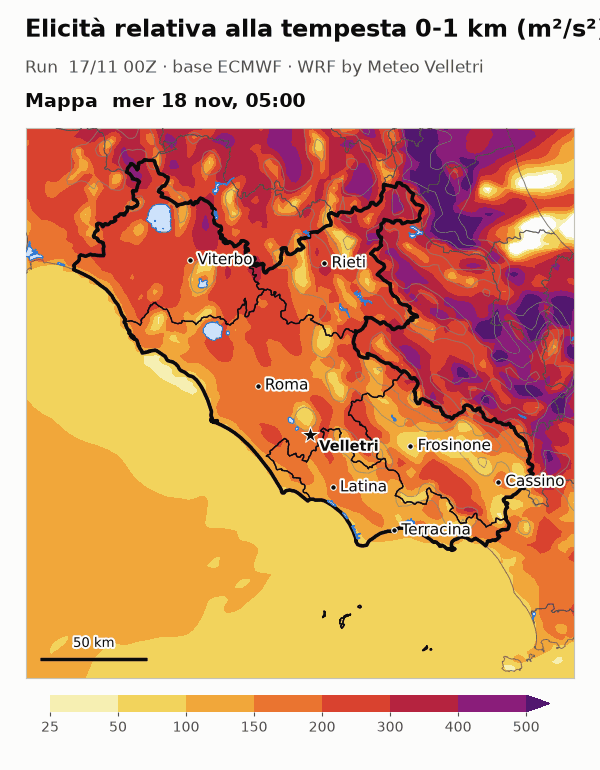 Elicità relativa alla tempesta 0-1 km (m²/s²)
Run 17/11 00Z · base ECMWF · WRF by Meteo Velletri
Mappa mer 18 nov, 05:00
Viterbo
Rieti
Roma
Velletri
Frosinone
Latina
Cassino
Terracina
50 km
25 50 100 150 200 300 400 500